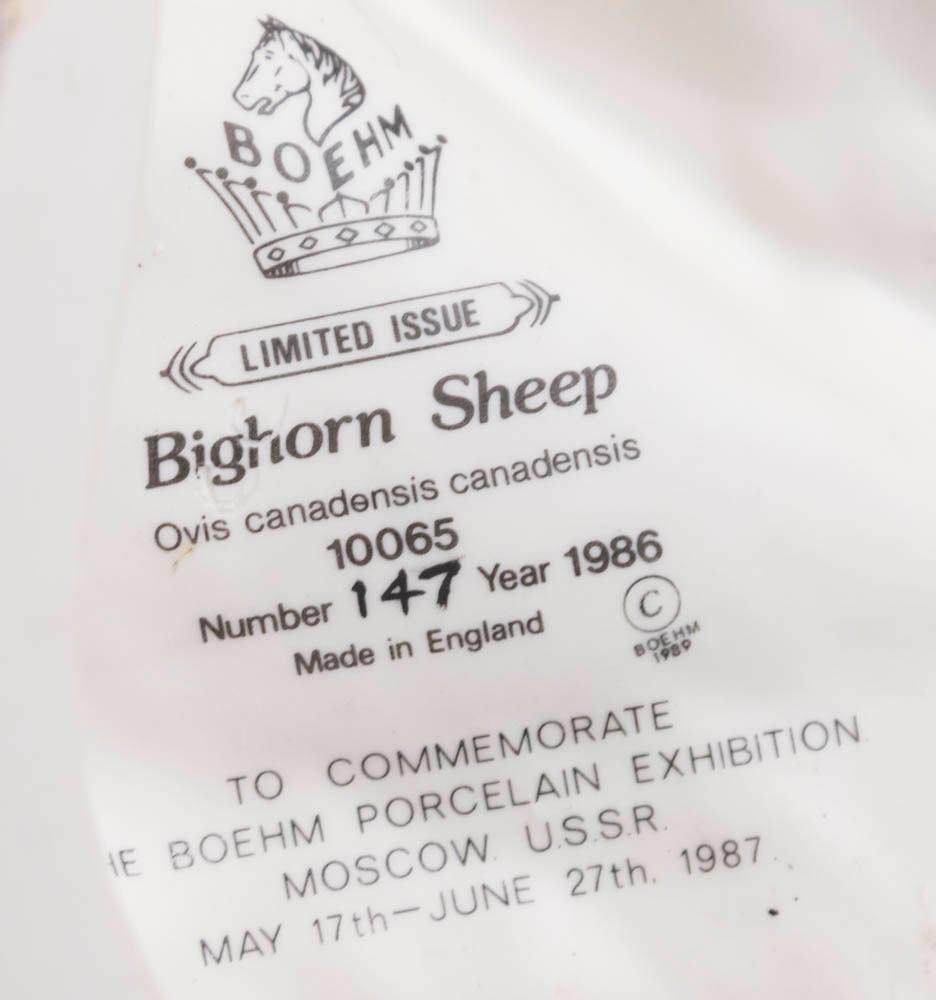 BOEHM
LIMITED ISSUE
Bighorn Sheep
Ovis canadensis canadensis
10065
Number 147 Year 1986
Made in England
©
BOEHM
1989
TO COMMEMORATE
HE BOEHM PORCELAIN EXHIBITION
MOSCOW. U.S.S.R.
MAY 17th—JUNE 27th. 1987.